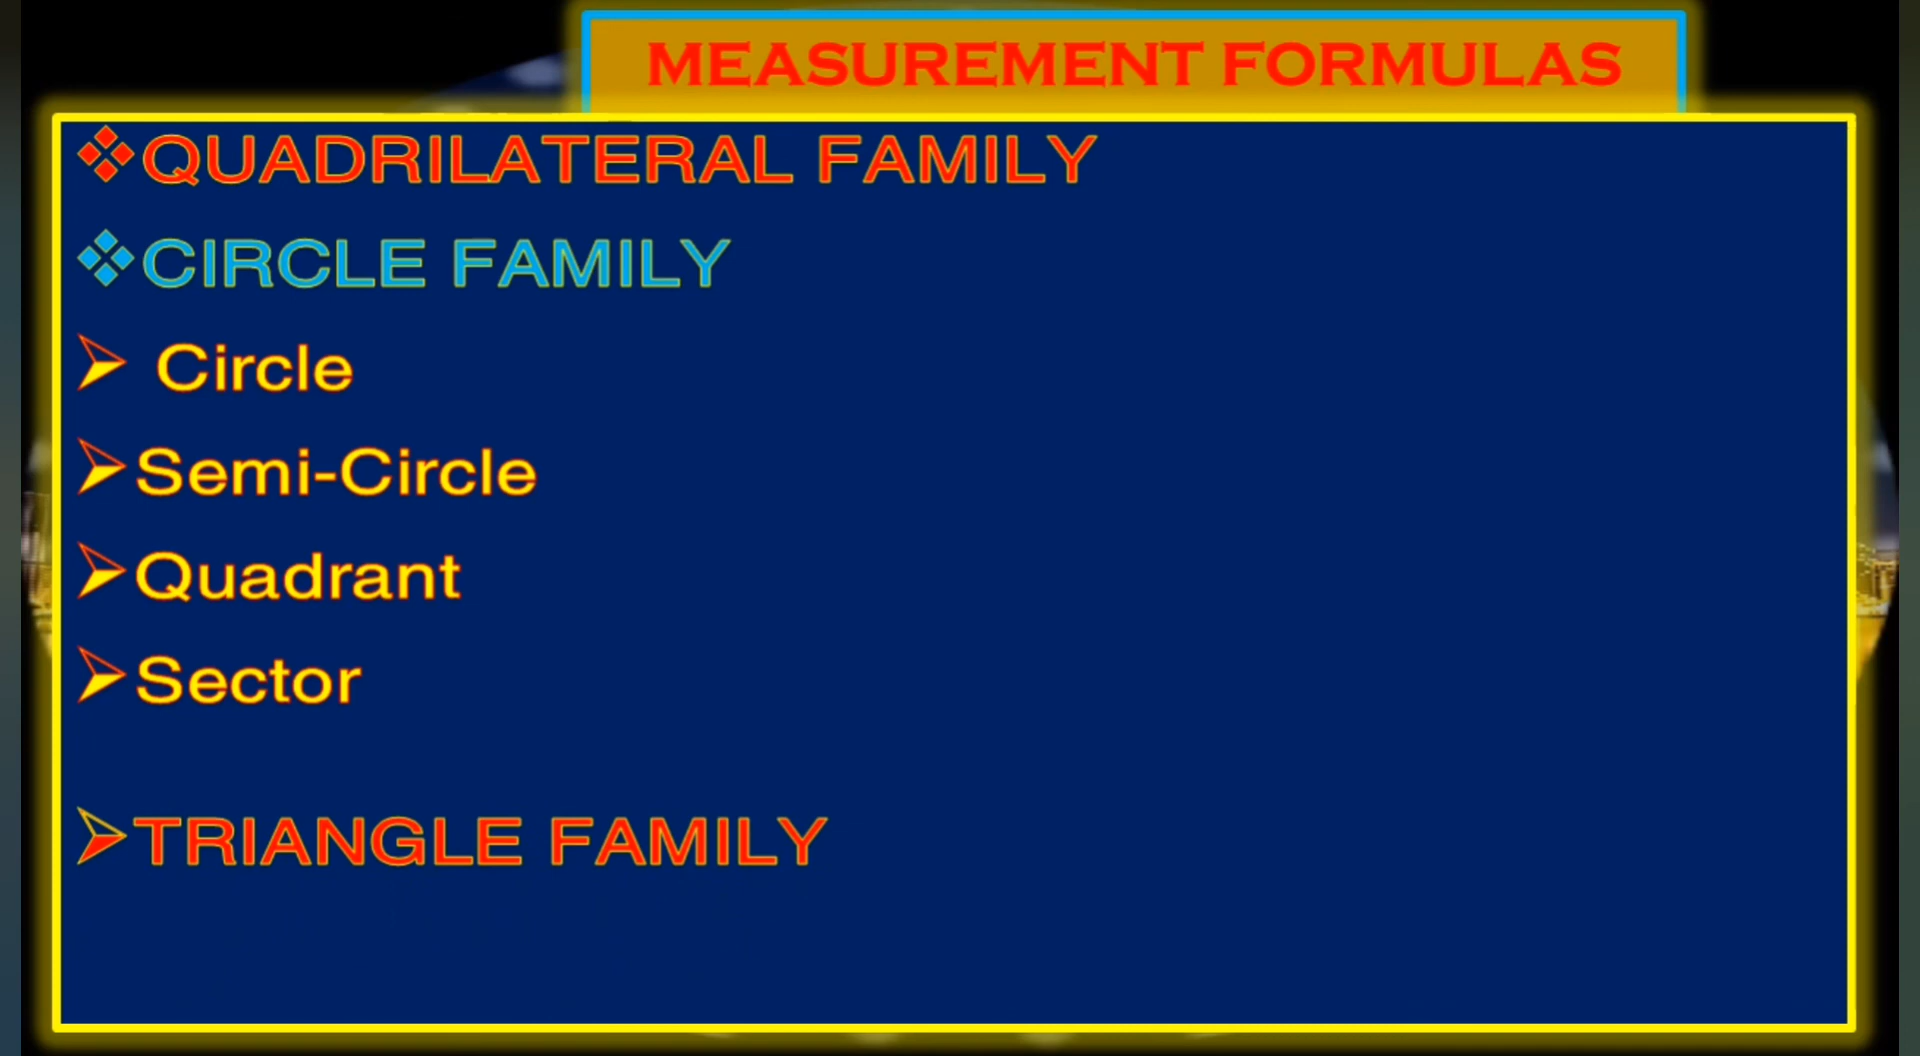 MEASUREMENT FORMULAS
❖QUADRILATERAL FAMILY
❖CIRCLE FAMILY
➢ Circle
➢Semi-Circle
➢Quadrant
➢Sector
➢TRIANGLE FAMILY